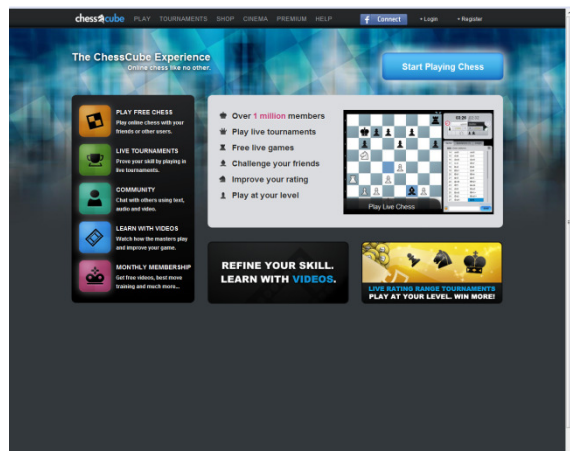 chesscube PLAY TOURNAMENTS SHOP CINEMA PREMIUM HELP f Connect Login Register
The ChessCube Experience
Online chess like no other.
Start Playing Chess
PLAY FREE CHESS
Play online chess with your
friends or other users.
LIVE TOURNAMENTS
Prove your skill by playing in
live tournaments.
COMMUNITY
Chat with others using text,
audio and video.
LEARN WITH VIDEOS
Watch how the masters play
and improve your game.
MONTHLY MEMBERSHIP
Get free videos, best move
training and much more...
Over 1 million members
Play live tournaments
Free live games
Challenge your friends
Improve your rating
Play at your level
Play Live Chess
REFINE YOUR SKILL.
LEARN WITH VIDEOS.
LIVE RATING RANGE TOURNAMENTS
PLAY AT YOUR LEVEL. WIN MORE!